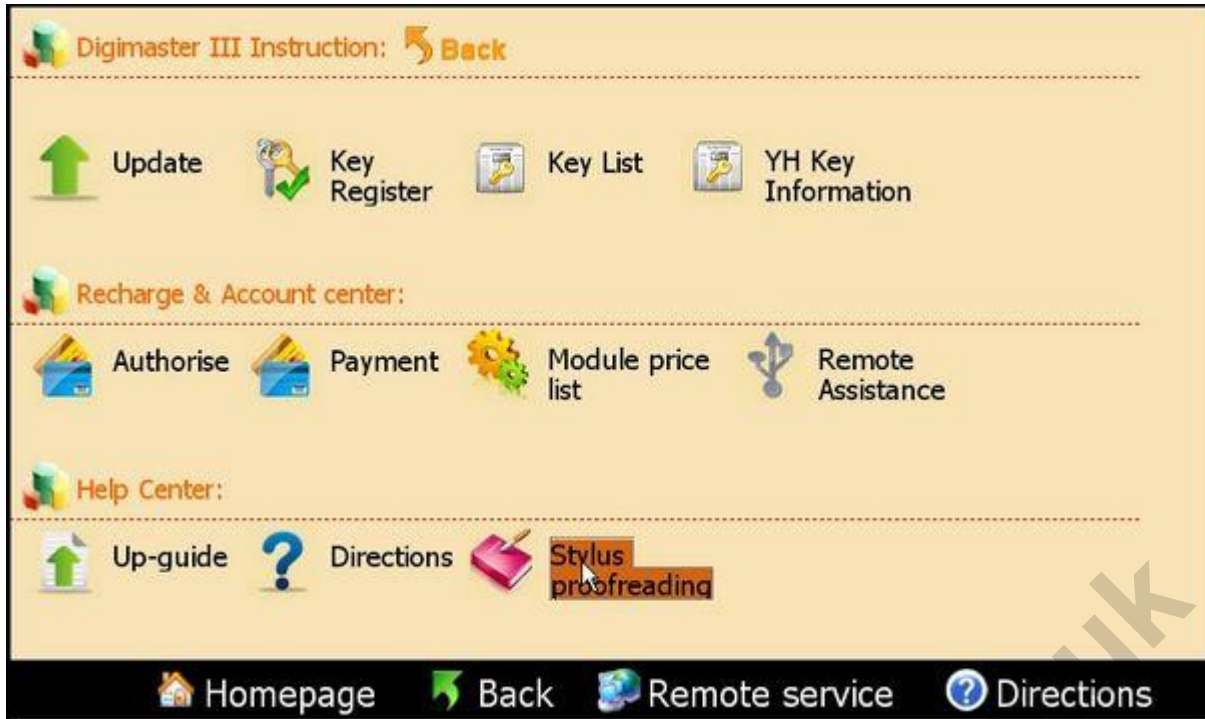 Digimaster III Instruction: Back
Update Key Register Key List YH Key Information
Recharge & Account center:
Authorise Payment Module price list Remote Assistance
Help Center:
Up-guide Directions Stylus proofreading
Homepage Back Remote service Directions
uk